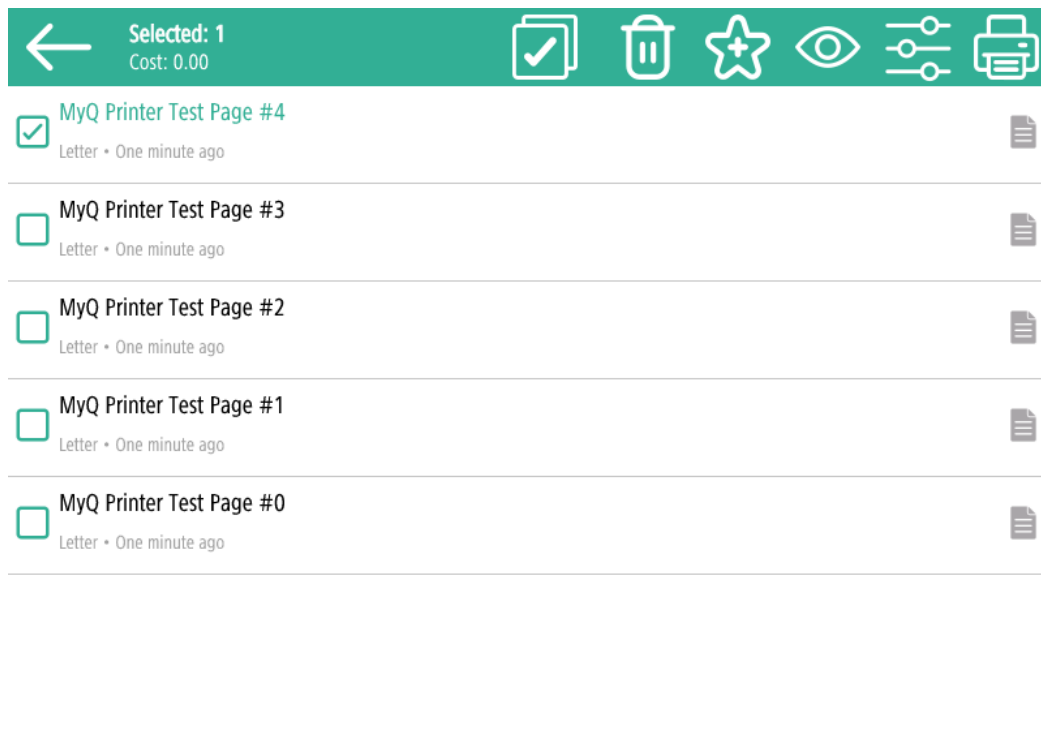 Selected: 1
Cost: 0.00
MyQ Printer Test Page #4
Letter • One minute ago
MyQ Printer Test Page #3
Letter • One minute ago
MyQ Printer Test Page #2
Letter • One minute ago
MyQ Printer Test Page #1
Letter • One minute ago
MyQ Printer Test Page #0
Letter • One minute ago